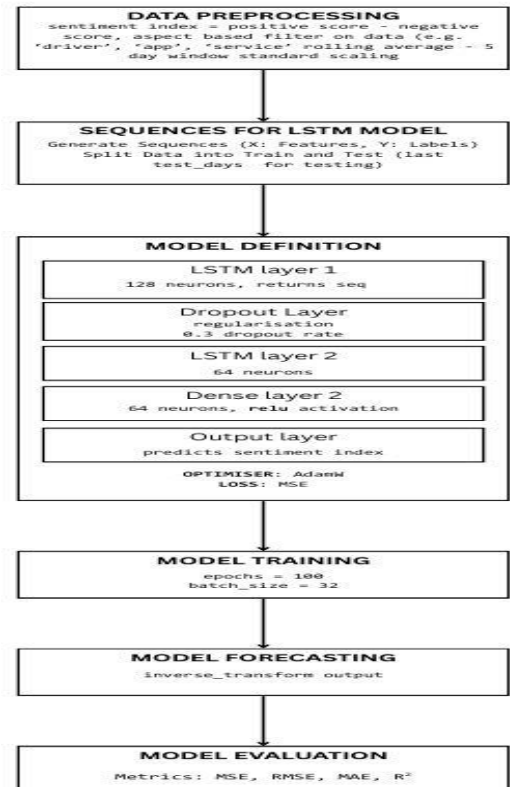 DATA PREPROCESSING
sentiment index = positive score - negative
score, aspect based filter on data (e.g.
'driver', 'app', 'service' rolling average - 5
day window standard scaling
SEQUENCES FOR LSTM MODEL
Generate Sequences (X: Features, Y: Labels)
Split Data into Train and Test (last
test_days for testing)
MODEL DEFINITION
LSTM layer 1
128 neurons, returns seq
Dropout Layer
regularisation
0.3 dropout rate
LSTM layer 2
64 neurons
Dense layer 2
64 neurons, relu activation
Output layer
predicts sentiment index
OPTIMISER: AdamW
LOSS: MSE
MODEL TRAINING
epochs = 100
batch_size = 32
MODEL FORECASTING
inverse_transform output
MODEL EVALUATION
Metrics: MSE, RMSE, MAE, R²